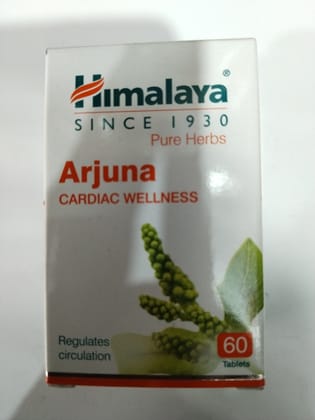 Himalaya®
SINCE 1930
Pure Herbs
Arjuna
CARDIAC WELLNESS
Regulates
circulation
60
Tablets